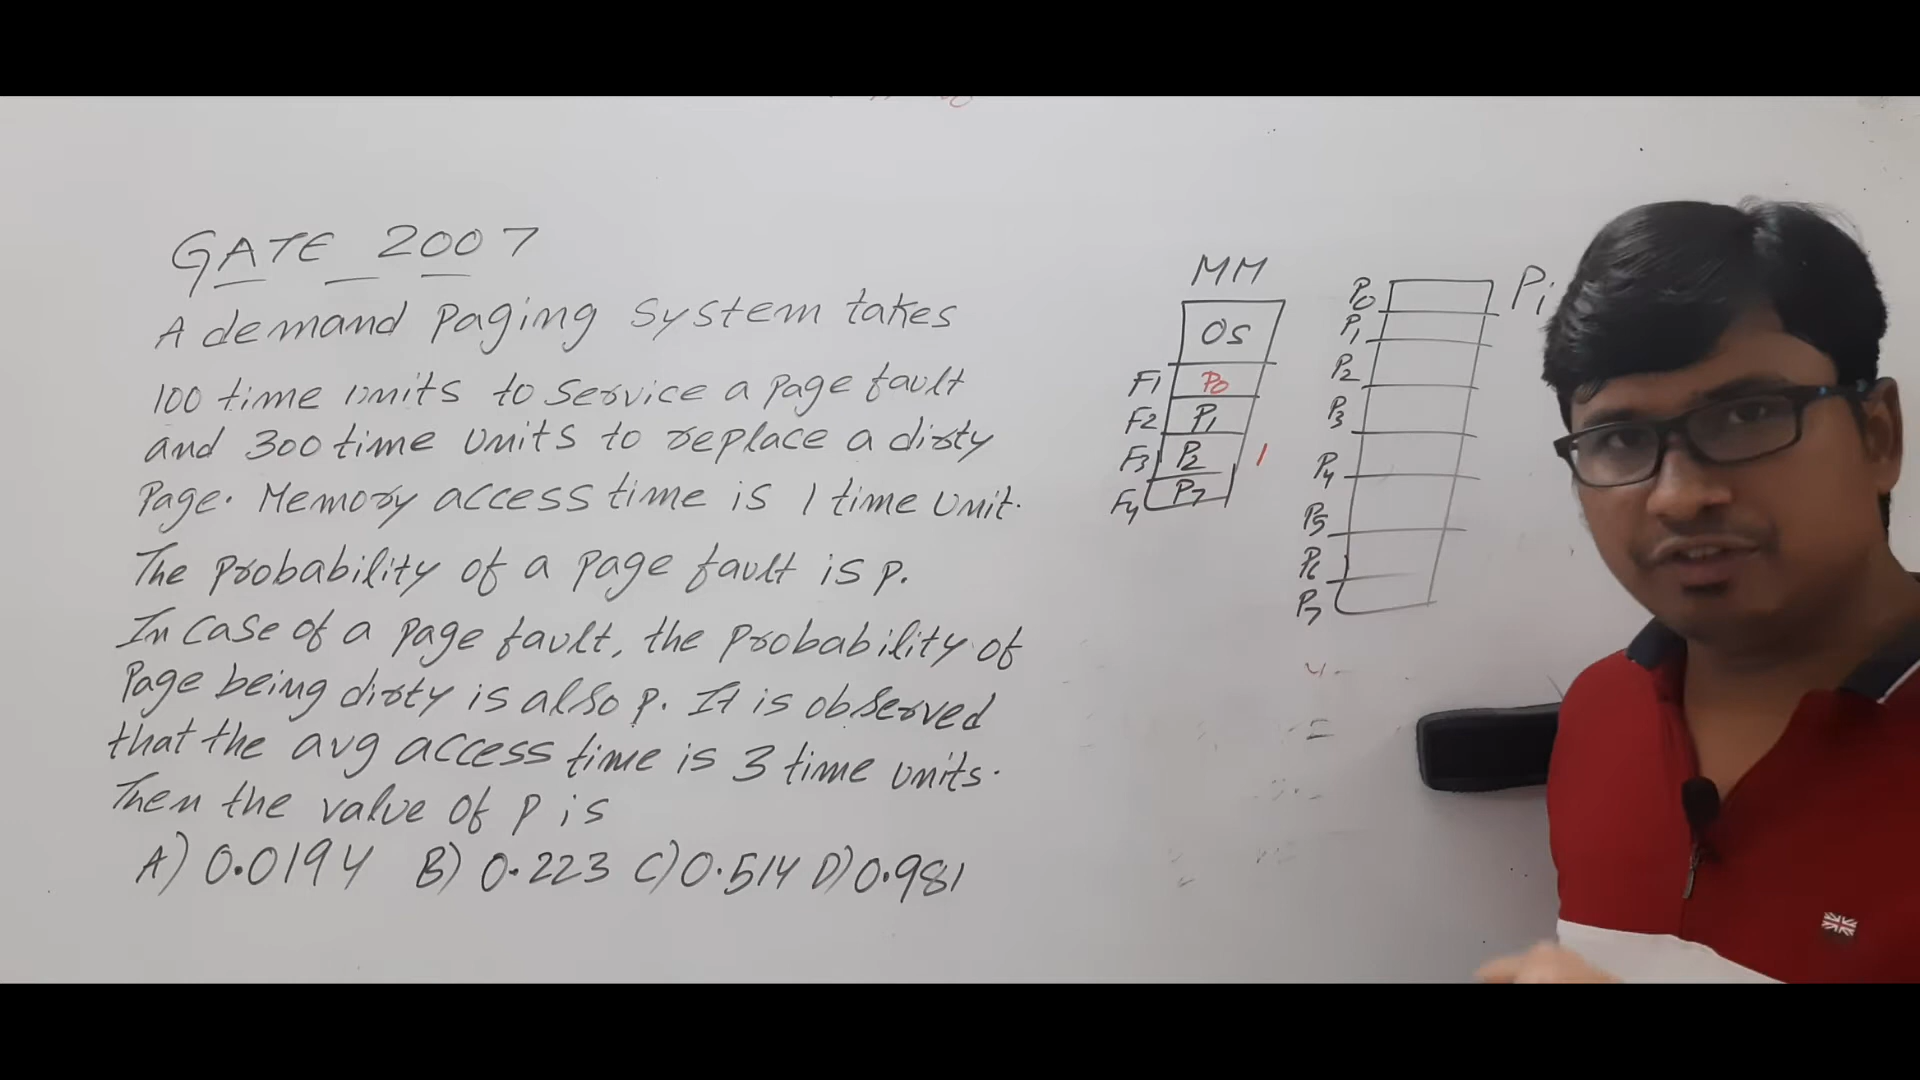 GATE 2007
A demand Paging System takes
100 time units to service a page fault
and 300 time units to replace a dirty
Page. Memory access time is 1 time unit.
The probability of a page fault is p.
In Case of a page fault, the probability of
Page being dirty is also p. It is observed
that the avg access time is 3 time units.
Then the value of p is
A) 0.0194 B) 0.223 C) 0.514 D) 0.981
MM
OS
F1 P0
F2 P1
F3 P2
F4 P7
1
Pi
P0
P1
P2
P3
P4
P5
P6
P7